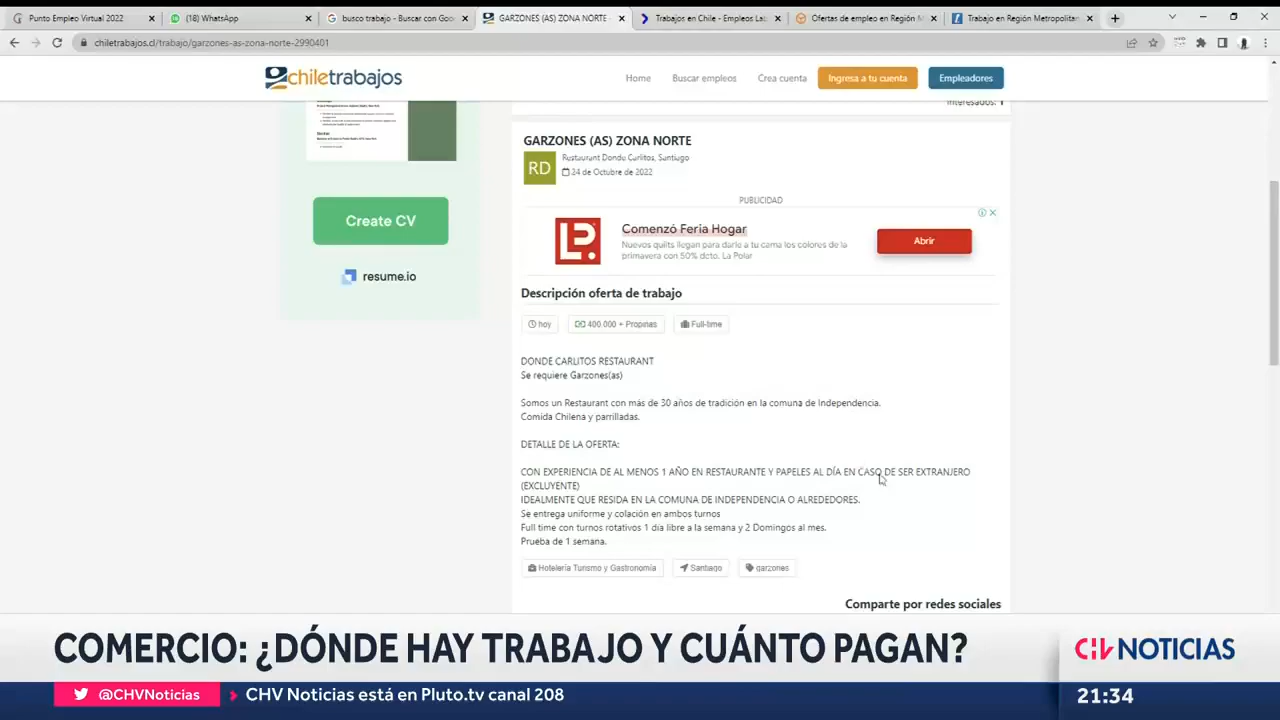 Punto Empleo Virtual 2022
(18) WhatsApp
busco trabajo - Buscar con Goo
GARZONES (AS) ZONA NORTE -
Trabajos en Chile - Empleos Lab
Ofertas de empleo en Región M
Trabajo en Región Metropolitan
chiletrabajos.cl/trabajo/garzones-as-zona-norte-2990401
chiletrabajos
Home
Buscar empleos
Crea cuenta
Ingresa a tu cuenta
Empleadores
Interesados: 1
GARZONES (AS) ZONA NORTE
RD
Restaurant Donde Carlitos, Santiago
24 de Octubre de 2022
PUBLICIDAD
Create CV
resume.io
LP.
Comenzó Feria Hogar
Nuevos quilts llegan para darle a tu cama los colores de la
primavera con 50% dcto. La Polar
Abrir
Descripción oferta de trabajo
hoy
400.000 + Propinas
Full-time
DONDE CARLITOS RESTAURANT
Se requiere Garzones(as)
Somos un Restaurant con más de 30 años de tradición en la comuna de Independencia.
Comida Chilena y parrilladas.
DETALLE DE LA OFERTA:
CON EXPERIENCIA DE AL MENOS 1 AÑO EN RESTAURANTE Y PAPELES AL DÍA EN CASO DE SER EXTRANJERO
(EXCLUYENTE)
IDEALMENTE QUE RESIDA EN LA COMUNA DE INDEPENDENCIA O ALREDEDORES.
Se entrega uniforme y colación en ambos turnos
Full time con turnos rotativos 1 día libre a la semana y 2 Domingos al mes.
Prueba de 1 semana.
Hotelería Turismo y Gastronomía
Santiago
garzones
Comparte por redes sociales
COMERCIO: ¿DÓNDE HAY TRABAJO Y CUÁNTO PAGAN?
CHV NOTICIAS
@CHVNoticias
CHV Noticias está en Pluto.tv canal 208
21:34